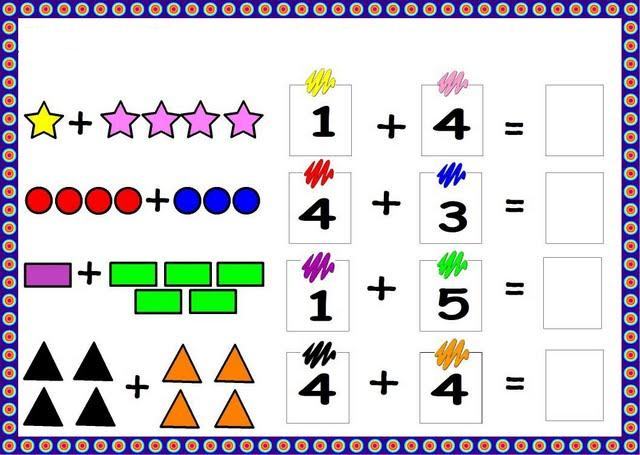 + 1 + 4 =
+ 4 + 3 =
+ 1 + 5 =
+ 4 + 4 =